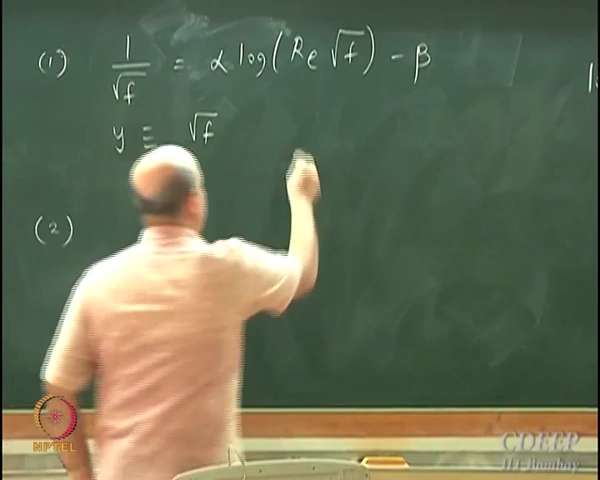 (1) 1/√f = α log(Re √f) - β
y ≡ √f
(2)
NPTEL
CDEEP
IIT Bombay